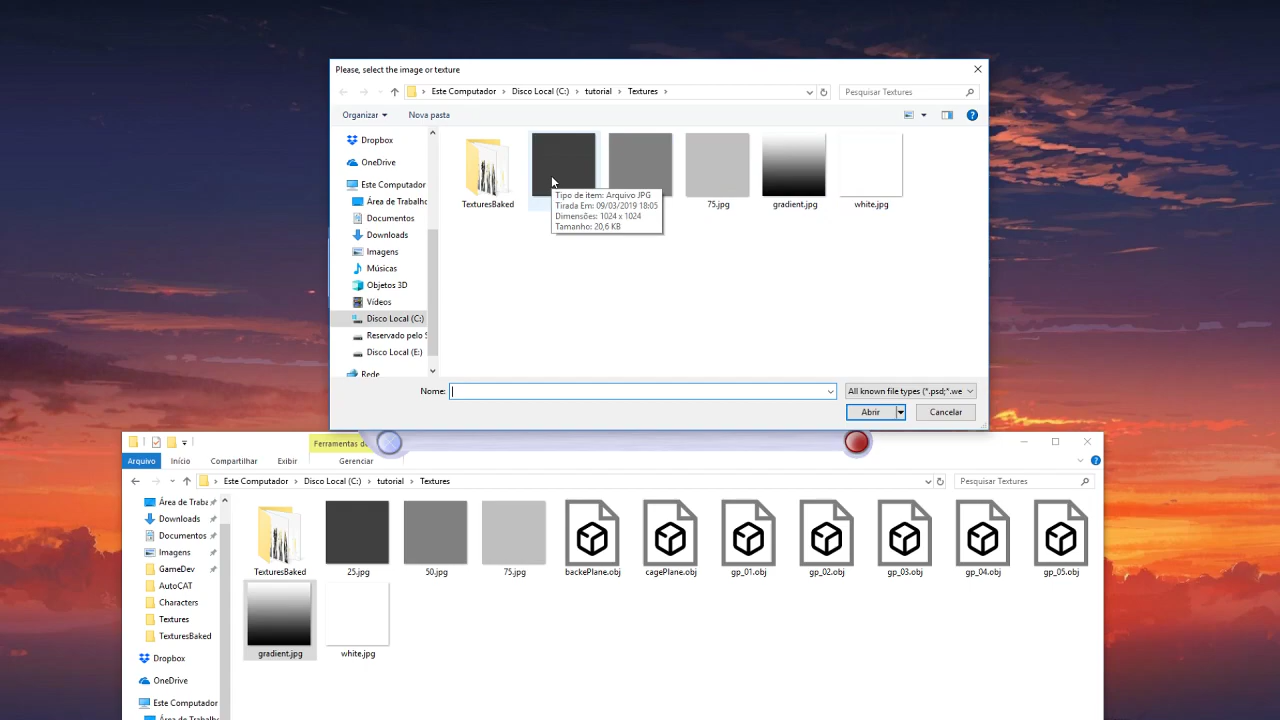 Please, select the image or texture
Este Computador > Disco Local (C:) > tutorial > Textures >
Pesquisar Textures
Organizar
Nova pasta
Dropbox
OneDrive
Este Computador
Área de Trabalho
Documentos
Downloads
Imagens
Músicas
Objetos 3D
Vídeos
Disco Local (C:)
Reservado pelo S
Disco Local (E:)
Rede
TexturesBaked
75.jpg
gradient.jpg
white.jpg
Tipo de item: Arquivo JPG
Tirada Em: 09/03/2019 18:05
Dimensões: 1024 x 1024
Tamanho: 20,6 KB
Nome:
All known file types (*.psd;*.we
Abrir
Cancelar
Ferramentas de
Arquivo
Início
Compartilhar
Exibir
Gerenciar
Este Computador > Disco Local (C:) > tutorial > Textures
Pesquisar Textures
Área de Traba
Downloads
Documentos
Imagens
GameDev
AutoCAT
Characters
Textures
TexturesBaked
Dropbox
OneDrive
Este Computador
Área de Trabalho
TexturesBaked
25.jpg
50.jpg
75.jpg
backePlane.obj
cagePlane.obj
gp_01.obj
gp_02.obj
gp_03.obj
gp_04.obj
gp_05.obj
gradient.jpg
white.jpg